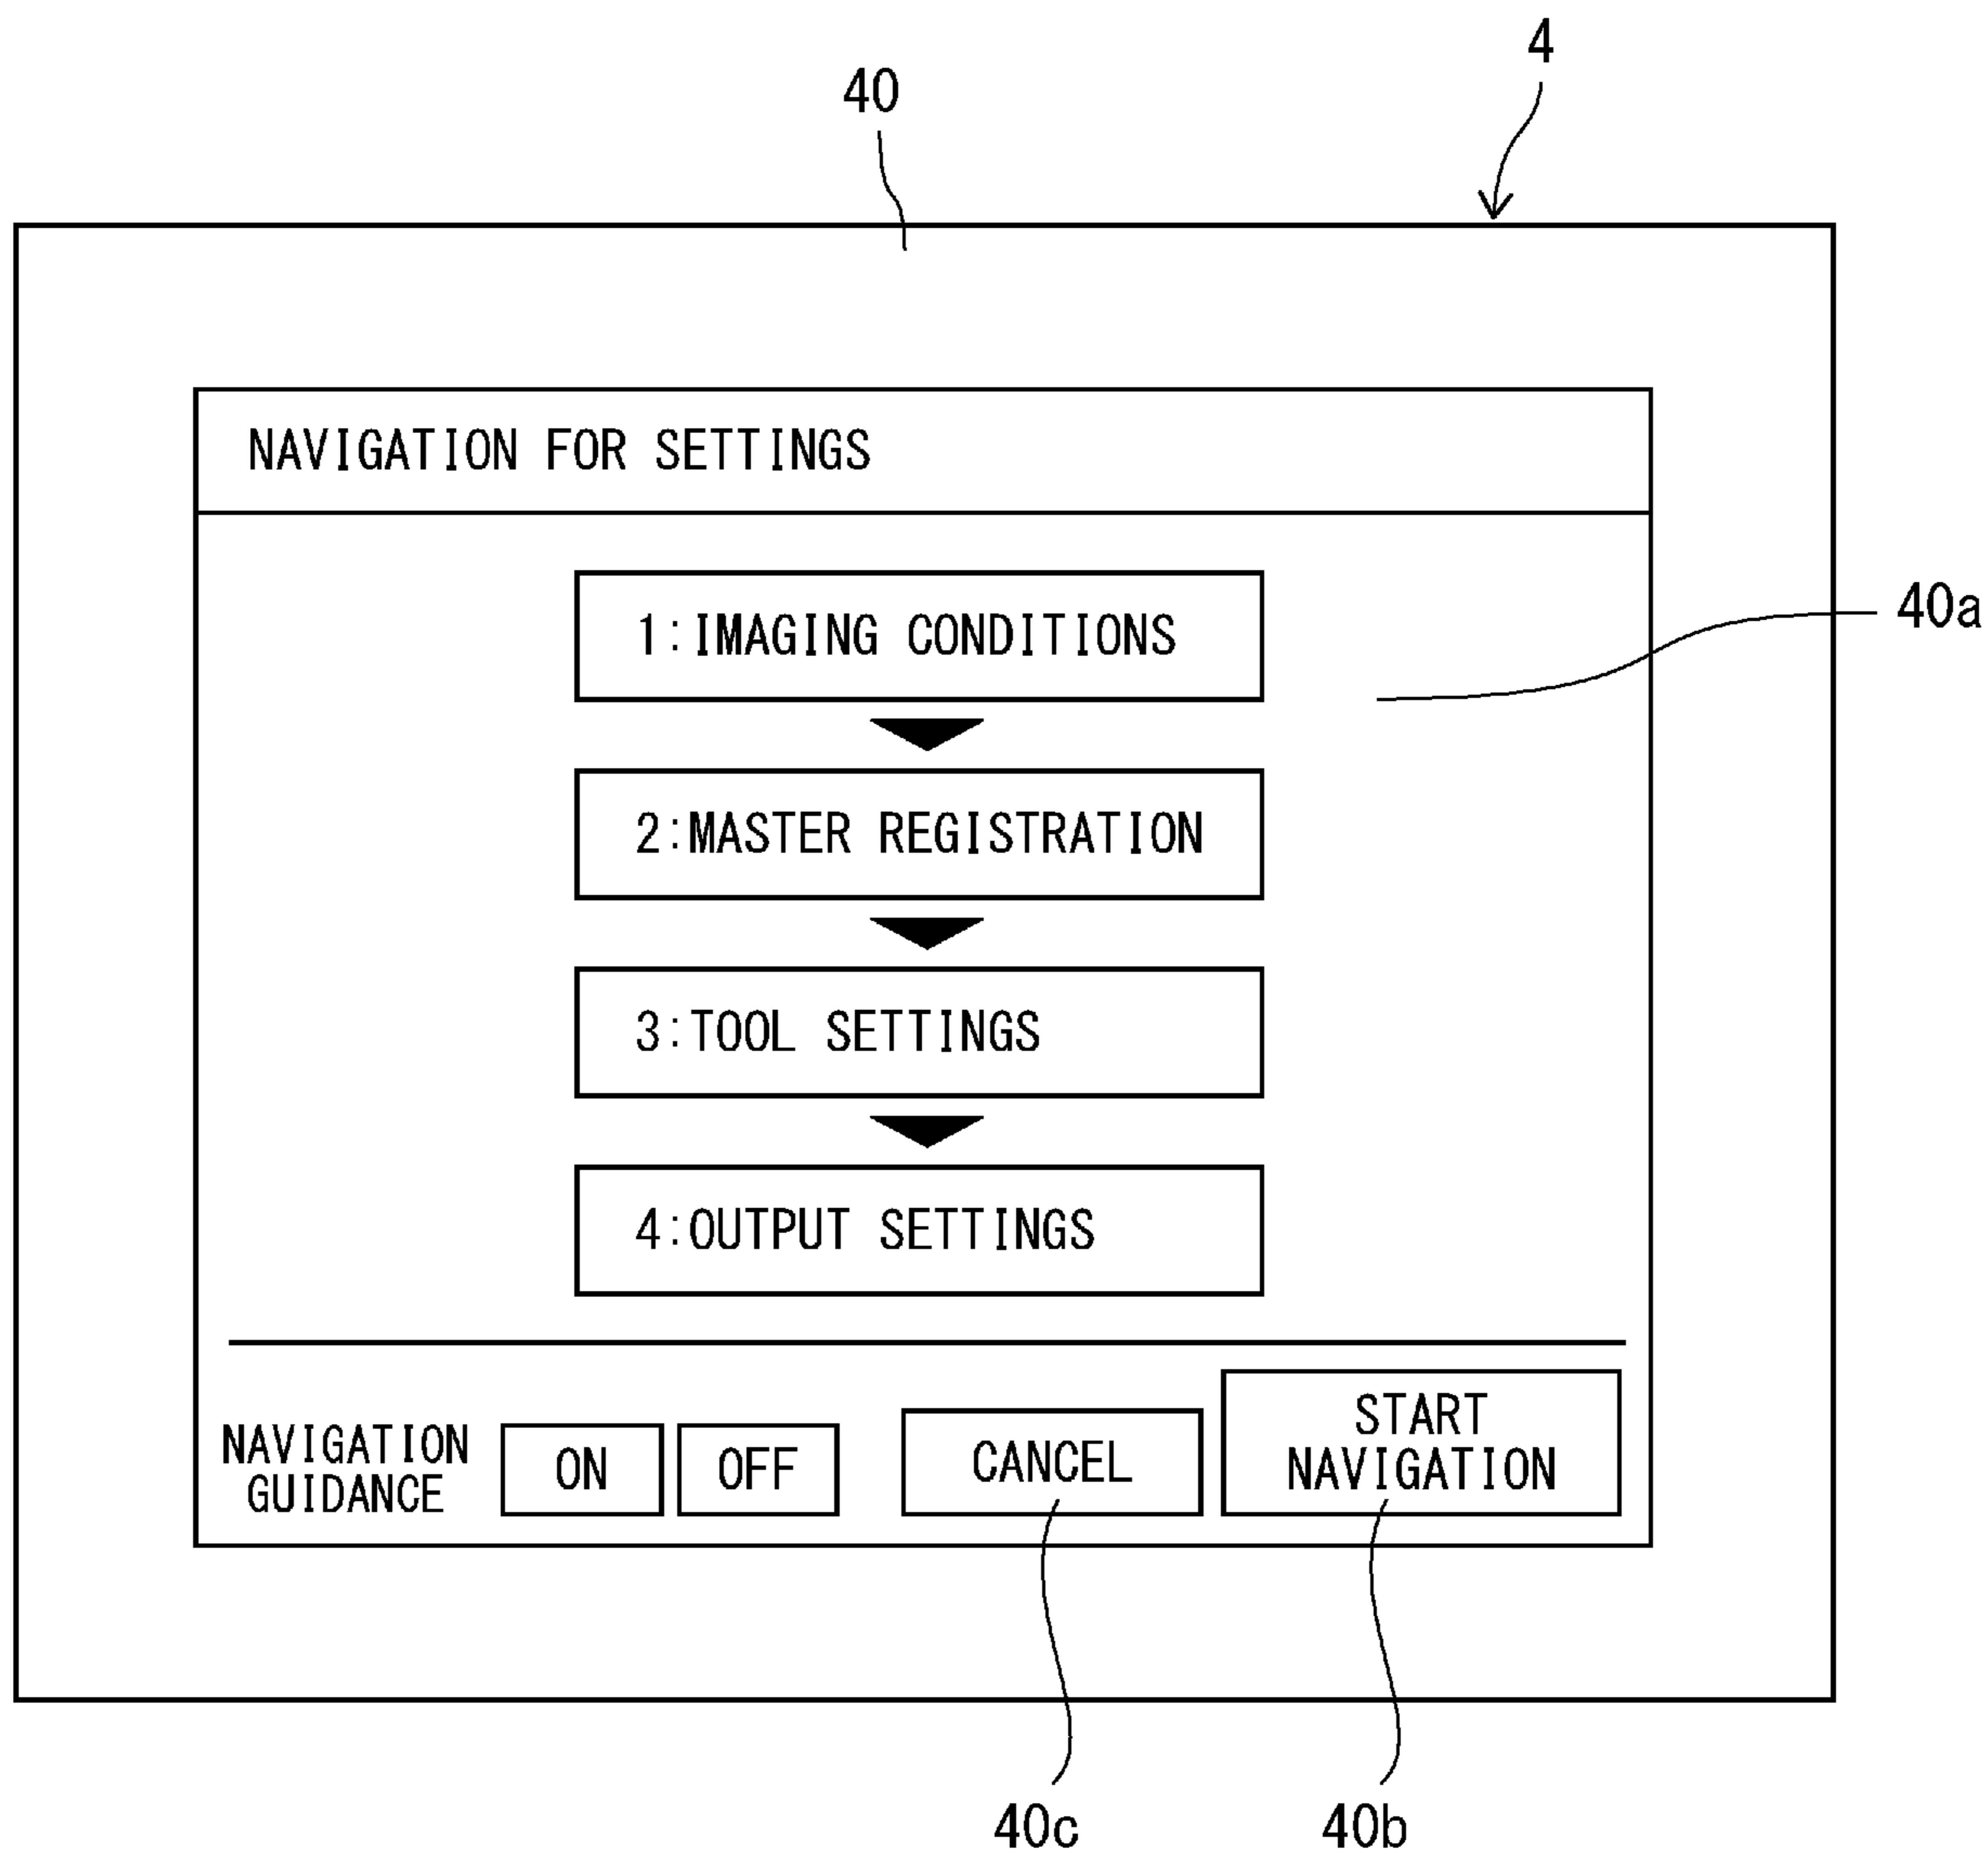 4
40
NAVIGATION FOR SETTINGS
1:IMAGING CONDITIONS
40a
2:MASTER REGISTRATION
3:TOOL SETTINGS
4:OUTPUT SETTINGS
NAVIGATION
GUIDANCE
ON
OFF
CANCEL
START
NAVIGATION
40c
40b